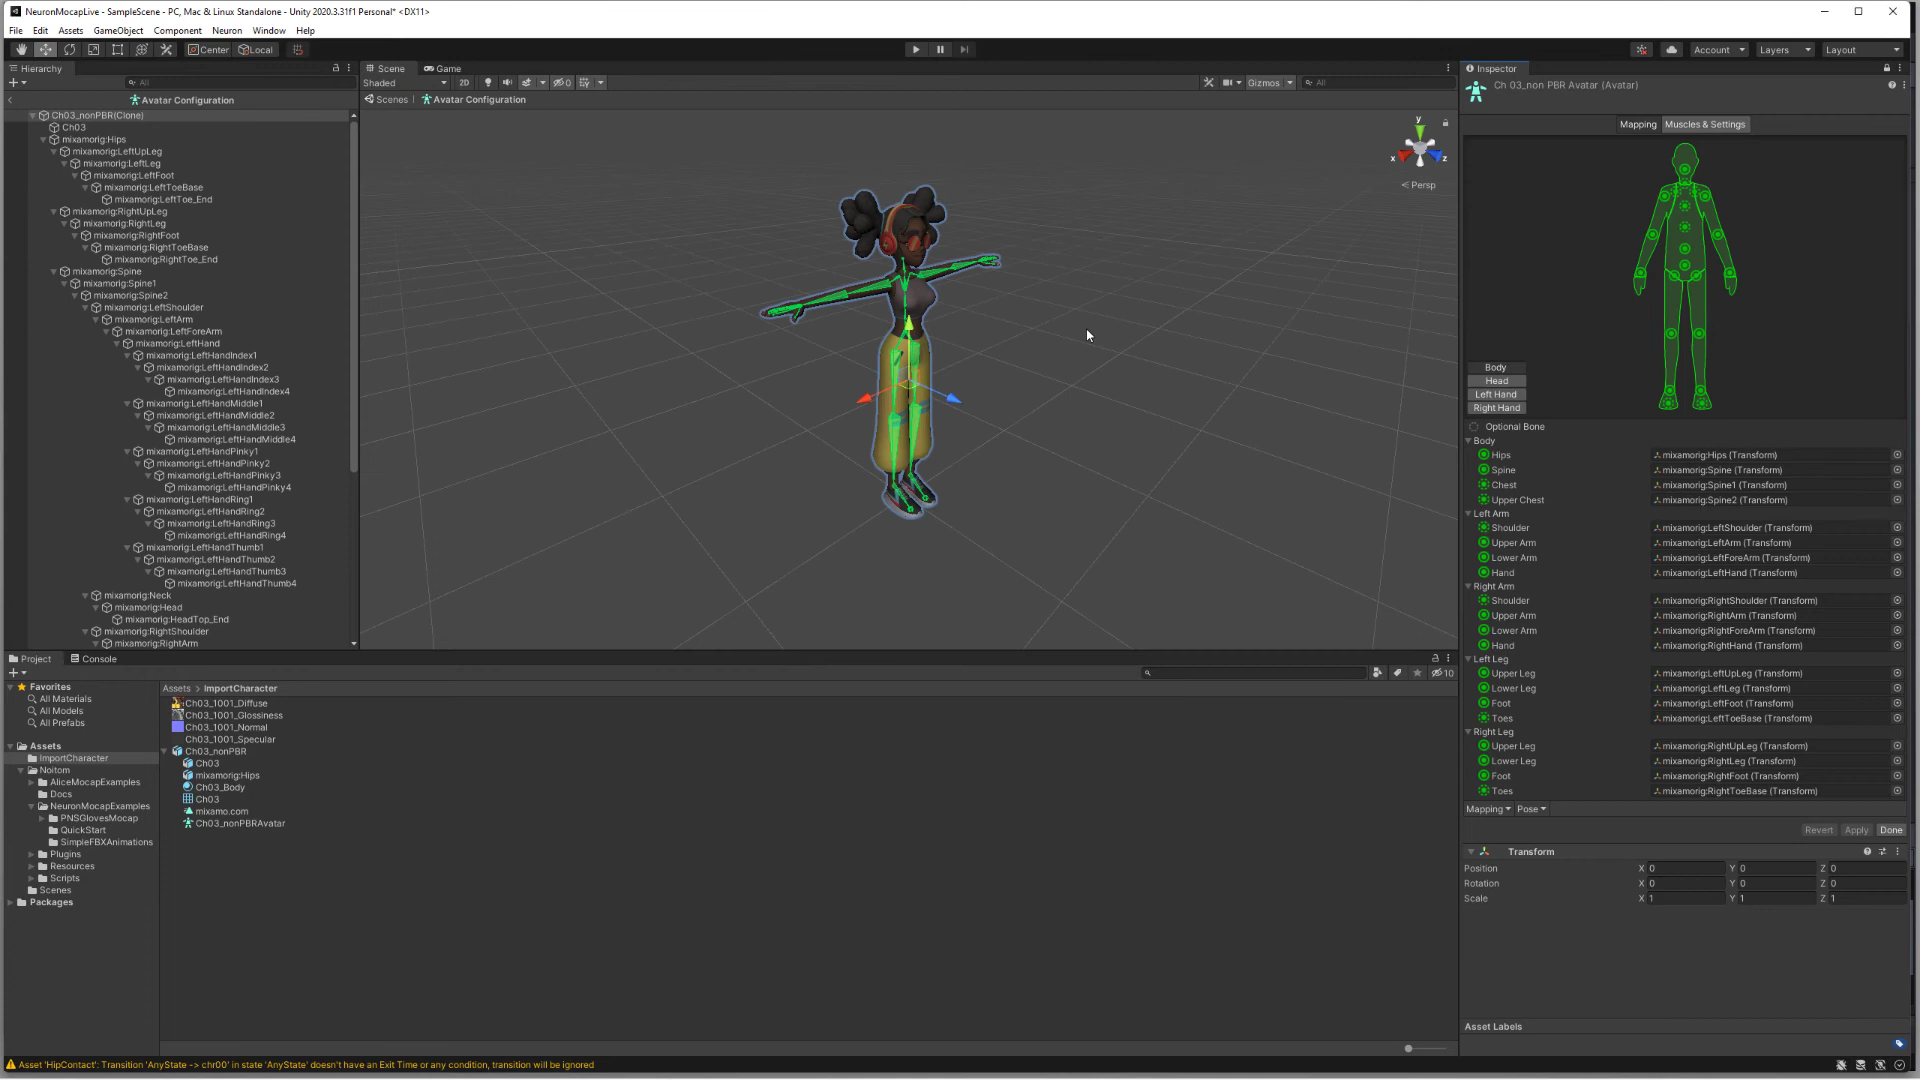 NeuronMocapLive - SampleScene - PC, Mac & Linux Standalone - Unity 2020.3.31f1 Personal* <DX11>
File Edit Assets GameObject Component Neuron Window Help
Center Local
Account Layers Layout
Hierarchy
All
Avatar Configuration
Ch03_nonPBR(Clone)
Ch03
mixamorig:Hips
mixamorig:LeftUpLeg
mixamorig:LeftLeg
mixamorig:LeftFoot
mixamorig:LeftToeBase
mixamorig:LeftToe_End
mixamorig:RightUpLeg
mixamorig:RightLeg
mixamorig:RightFoot
mixamorig:RightToeBase
mixamorig:RightToe_End
mixamorig:Spine
mixamorig:Spine1
mixamorig:Spine2
mixamorig:LeftShoulder
mixamorig:LeftArm
mixamorig:LeftForeArm
mixamorig:LeftHand
mixamorig:LeftHandIndex1
mixamorig:LeftHandIndex2
mixamorig:LeftHandIndex3
mixamorig:LeftHandIndex4
mixamorig:LeftHandMiddle1
mixamorig:LeftHandMiddle2
mixamorig:LeftHandMiddle3
mixamorig:LeftHandMiddle4
mixamorig:LeftHandPinky1
mixamorig:LeftHandPinky2
mixamorig:LeftHandPinky3
mixamorig:LeftHandPinky4
mixamorig:LeftHandRing1
mixamorig:LeftHandRing2
mixamorig:LeftHandRing3
mixamorig:LeftHandRing4
mixamorig:LeftHandThumb1
mixamorig:LeftHandThumb2
mixamorig:LeftHandThumb3
mixamorig:LeftHandThumb4
mixamorig:Neck
mixamorig:Head
mixamorig:HeadTop_End
mixamorig:RightShoulder
mixamorig:RightArm
Scene Game
Shaded 2D 0 Gizmos All
Scenes Avatar Configuration
y
x z
Persp
Inspector
Ch 03_non PBR Avatar (Avatar)
Mapping Muscles & Settings
Body
Head
Left Hand
Right Hand
Optional Bone
Body
Hips mixamorig:Hips (Transform)
Spine mixamorig:Spine (Transform)
Chest mixamorig:Spine1 (Transform)
Upper Chest mixamorig:Spine2 (Transform)
Left Arm
Shoulder mixamorig:LeftShoulder (Transform)
Upper Arm mixamorig:LeftArm (Transform)
Lower Arm mixamorig:LeftForeArm (Transform)
Hand mixamorig:LeftHand (Transform)
Right Arm
Shoulder mixamorig:RightShoulder (Transform)
Upper Arm mixamorig:RightArm (Transform)
Lower Arm mixamorig:RightForeArm (Transform)
Hand mixamorig:RightHand (Transform)
Left Leg
Upper Leg mixamorig:LeftUpLeg (Transform)
Lower Leg mixamorig:LeftLeg (Transform)
Foot mixamorig:LeftFoot (Transform)
Toes mixamorig:LeftToeBase (Transform)
Right Leg
Upper Leg mixamorig:RightUpLeg (Transform)
Lower Leg mixamorig:RightLeg (Transform)
Foot mixamorig:RightFoot (Transform)
Toes mixamorig:RightToeBase (Transform)
Mapping Pose
Revert Apply Done
Transform
Position X 0 Y 0 Z 0
Rotation X 0 Y 0 Z 0
Scale X 1 Y 1 Z 1
Asset Labels
Project Console
10
Favorites
All Materials
All Models
All Prefabs
Assets
ImportCharacter
Noitom
AliceMocapExamples
Docs
NeuronMocapExamples
PNSGlovesMocap
QuickStart
SimpleFBXAnimations
Plugins
Resources
Scripts
Scenes
Packages
Assets ImportCharacter
Ch03_1001_Diffuse
Ch03_1001_Glossiness
Ch03_1001_Normal
Ch03_1001_Specular
Ch03_nonPBR
Ch03
mixamorig:Hips
Ch03_Body
Ch03
mixamo.com
Ch03_nonPBRAvatar
Asset 'HipContact': Transition 'AnyState -> chr00' in state 'AnyState' doesn't have an Exit Time or any condition, transition will be ignored